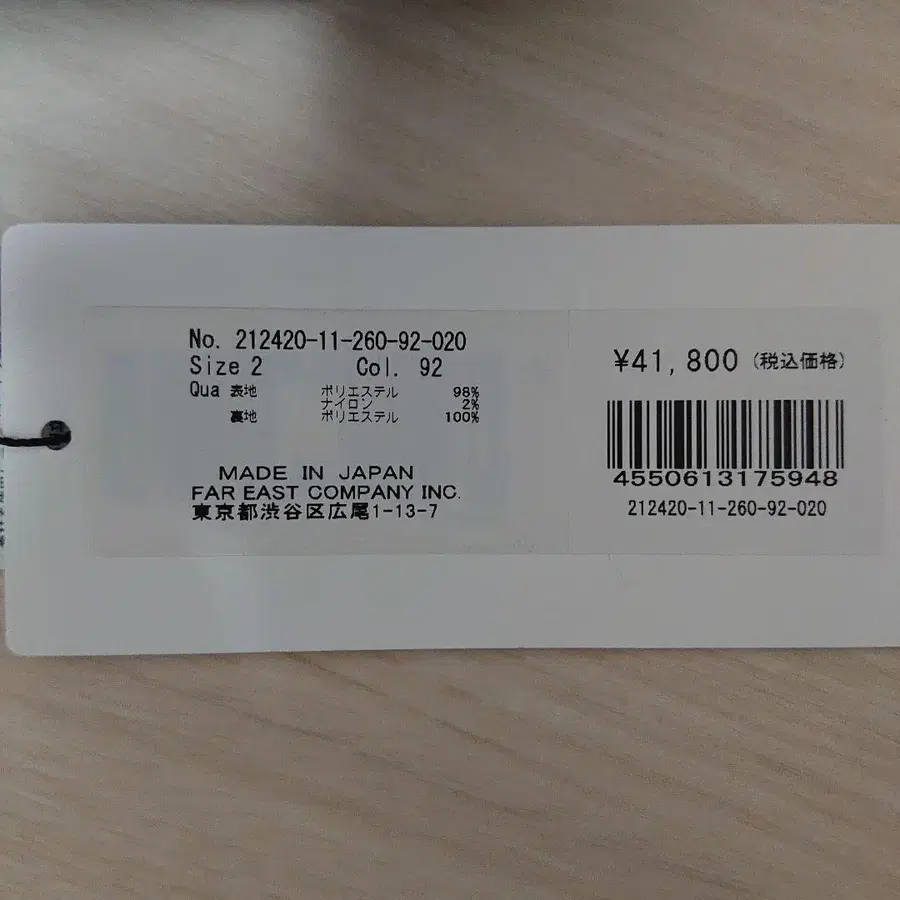 No. 212420-11-260-92-020
Size 2 Col. 92
Qua 表地 ポリエステル 98%
ナイロン 2%
裏地 ポリエステル 100%
MADE IN JAPAN
FAR EAST COMPANY INC.
東京都渋谷区広尾1-13-7
¥41,800 (税込価格)
4550613175948
212420-11-260-92-020